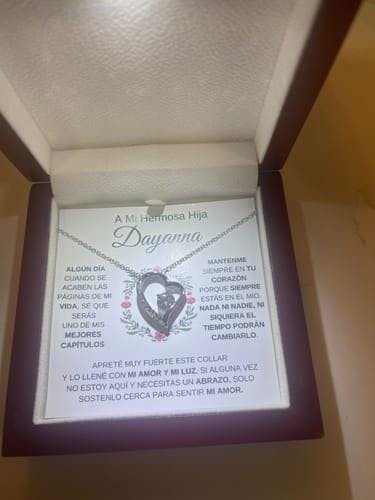 A Mi Hermosa Hija
Dayanna
ALGÚN DÍA
CUANDO SE
ACABEN LAS
PÁGINAS DE MI
VIDA, SÉ QUE
SERÁS
UNO DE MIS
MEJORES
CAPÍTULOS
MANTENME
SIEMPRE EN TU
CORAZÓN
PORQUE SIEMPRE
ESTÁS EN EL MÍO.
NADA NI NADIE, NI
SIQUIERA EL
TIEMPO PODRÁN
CAMBIARLO.
APRETÉ MUY FUERTE ESTE COLLAR
Y LO LLENÉ CON MI AMOR Y MI LUZ. SI ALGUNA VEZ
NO ESTOY AQUÍ Y NECESITAS UN ABRAZO, SOLO
SOSTENLO CERCA PARA SENTIR MI AMOR.